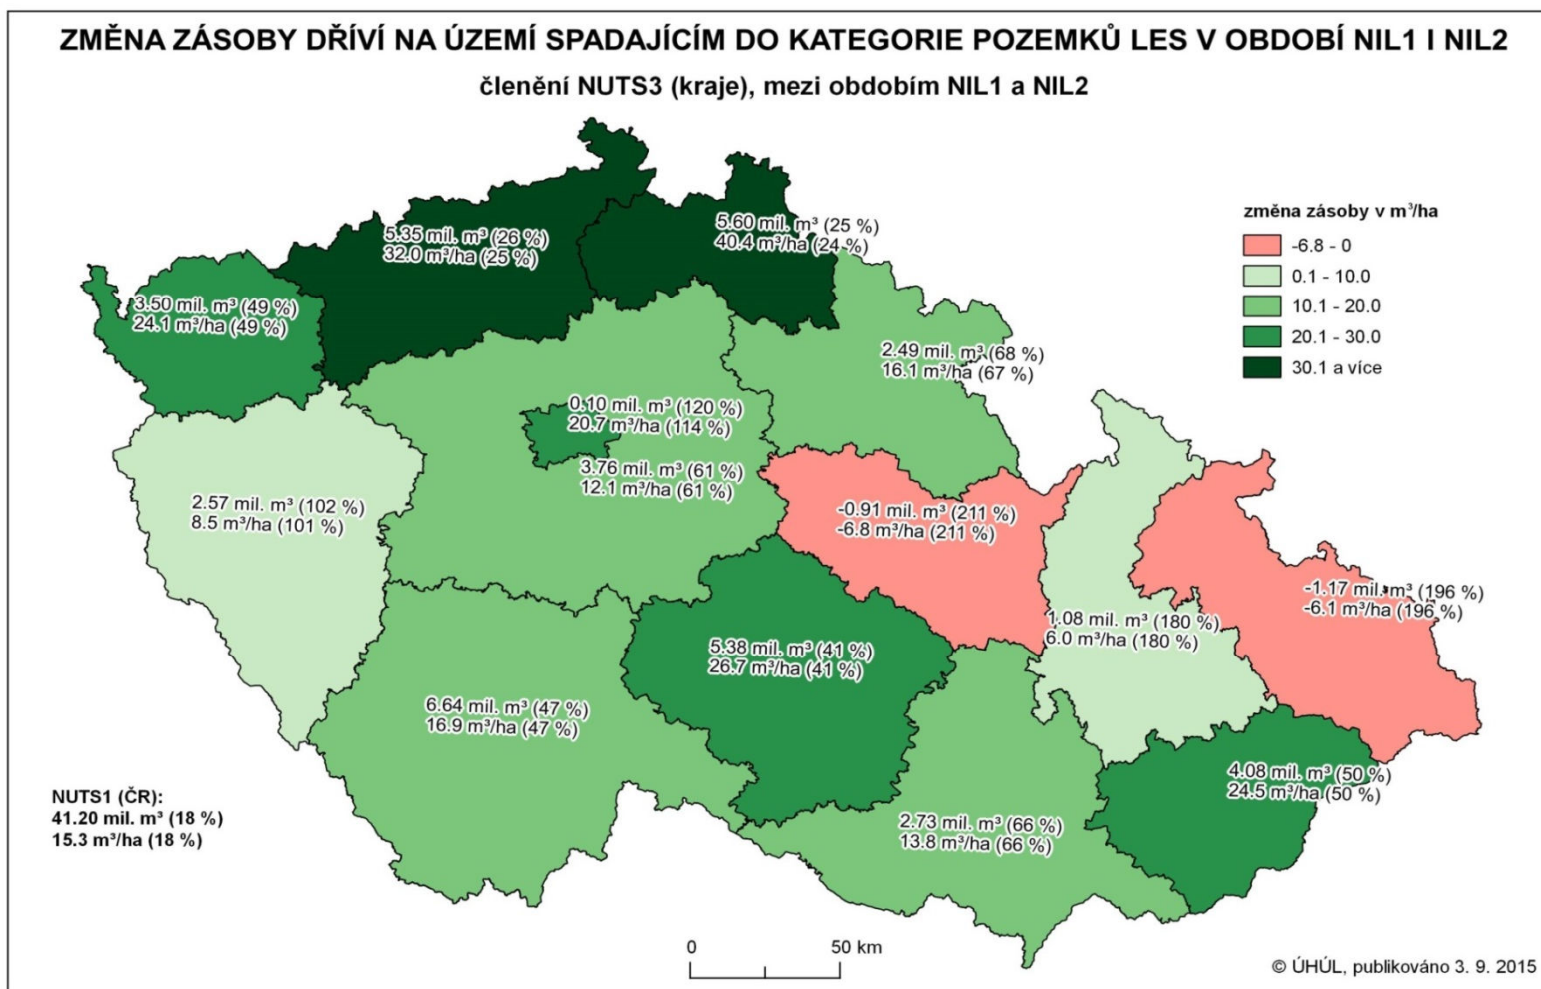 ZMĚNA ZÁSOBY DŘÍVÍ NA ÚZEMÍ SPADAJÍCÍM DO KATEGORIE POZEMKŮ LES V OBDOBÍ NIL1 I NIL2
členění NUTS3 (kraje), mezi obdobím NIL1 a NIL2
5.35 mil. m³ (26 %)
32.0 m³/ha (25 %)
5.60 mil. m³ (25 %)
40.4 m³/ha (24 %)
3.50 mil. m³ (49 %)
24.1 m³/ha (49 %)
2.49 mil. m³ (68 %)
16.1 m³/ha (67 %)
0.10 mil. m³ (120 %)
20.7 m³/ha (114 %)
3.76 mil. m³ (61 %)
12.1 m³/ha (61 %)
2.57 mil. m³ (102 %)
8.5 m³/ha (101 %)
-0.91 mil. m³ (211 %)
-6.8 m³/ha (211 %)
-1.17 mil. m³ (196 %)
-6.1 m³/ha (196 %)
1.08 mil. m³ (180 %)
6.0 m³/ha (180 %)
5.38 mil. m³ (41 %)
26.7 m³/ha (41 %)
6.64 mil. m³ (47 %)
16.9 m³/ha (47 %)
4.08 mil. m³ (50 %)
24.5 m³/ha (50 %)
2.73 mil. m³ (66 %)
13.8 m³/ha (66 %)
změna zásoby v m³/ha
-6.8 - 0
0.1 - 10.0
10.1 - 20.0
20.1 - 30.0
30.1 a více
NUTS1 (ČR):
41.20 mil. m³ (18 %)
15.3 m³/ha (18 %)
0 50 km
© ÚHÚL, publikováno 3. 9. 2015